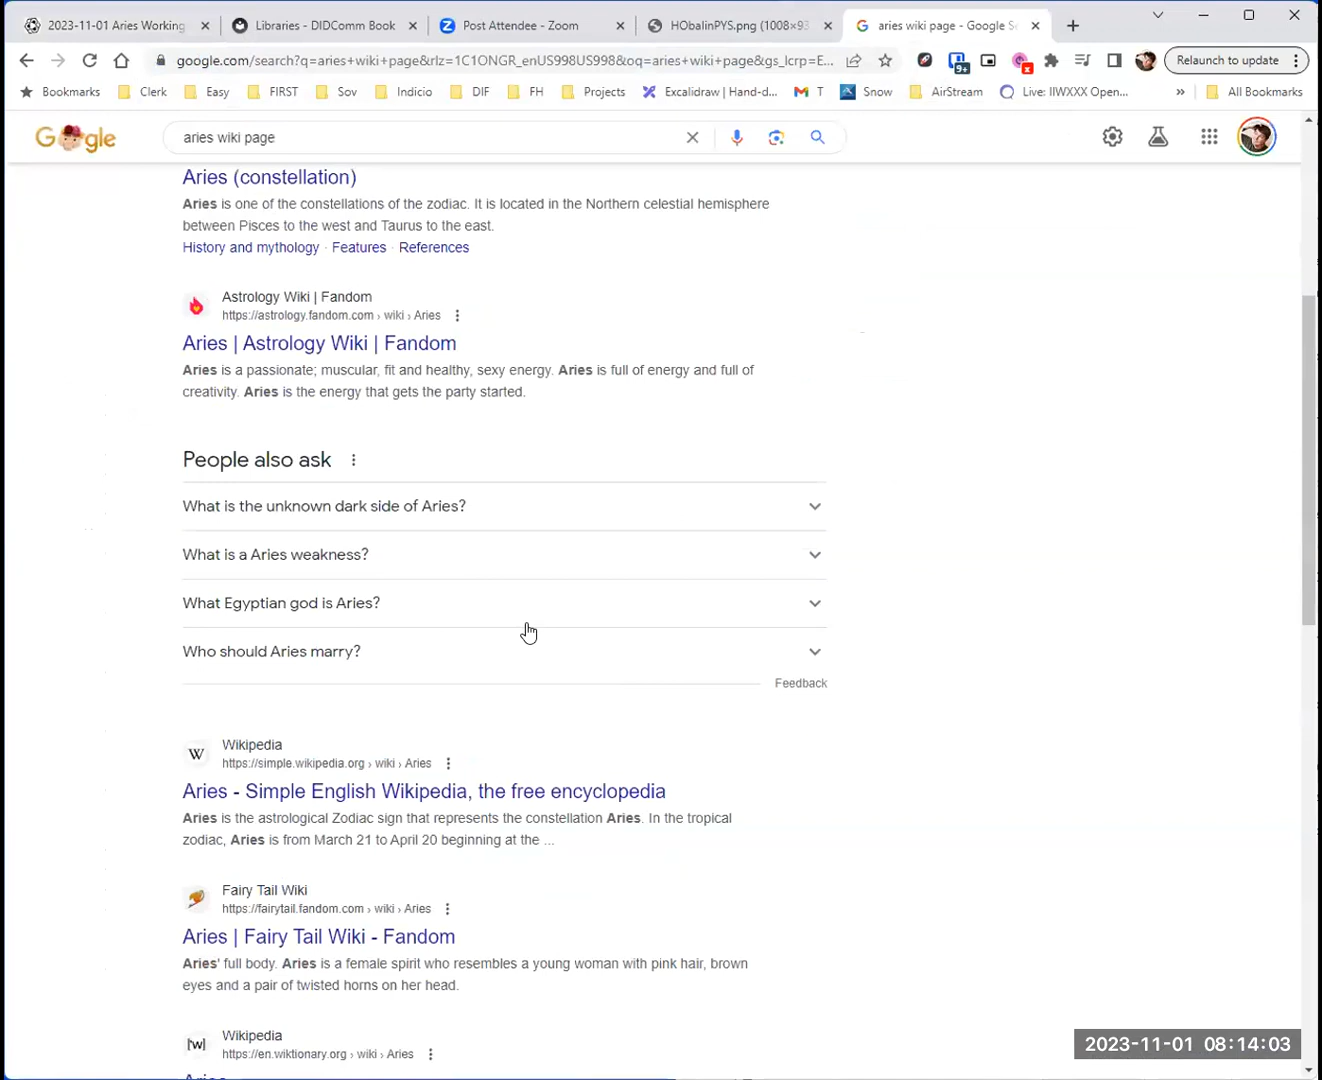 2023-11-01 Aries Working
Libraries - DIDComm Book
Post Attendee - Zoom
HObalinPYS.png (1008×93
aries wiki page - Google Se
google.com/search?q=aries+wiki+page&rlz=1C1ONGR_enUS998US998&oq=aries+wiki+page&gs_lcrp=E...
9+
Relaunch to update
Bookmarks
Clerk
Easy
FIRST
Sov
Indicio
DIF
FH
Projects
Excalidraw | Hand-d...
T
Snow
AirStream
Live: IIWXXX Open...
»
All Bookmarks
Google
aries wiki page
Aries (constellation)
Aries is one of the constellations of the zodiac. It is located in the Northern celestial hemisphere
between Pisces to the west and Taurus to the east.
History and mythology · Features · References
Astrology Wiki | Fandom
https://astrology.fandom.com › wiki › Aries
Aries | Astrology Wiki | Fandom
Aries is a passionate; muscular, fit and healthy, sexy energy. Aries is full of energy and full of
creativity. Aries is the energy that gets the party started.
People also ask
What is the unknown dark side of Aries?
What is a Aries weakness?
What Egyptian god is Aries?
Who should Aries marry?
Feedback
W
Wikipedia
https://simple.wikipedia.org › wiki › Aries
Aries - Simple English Wikipedia, the free encyclopedia
Aries is the astrological Zodiac sign that represents the constellation Aries. In the tropical
zodiac, Aries is from March 21 to April 20 beginning at the ...
Fairy Tail Wiki
https://fairytail.fandom.com › wiki › Aries
Aries | Fairy Tail Wiki - Fandom
Aries' full body. Aries is a female spirit who resembles a young woman with pink hair, brown
eyes and a pair of twisted horns on her head.
['w]
Wikipedia
https://en.wiktionary.org › wiki › Aries
Aries
2023-11-01 08:14:03